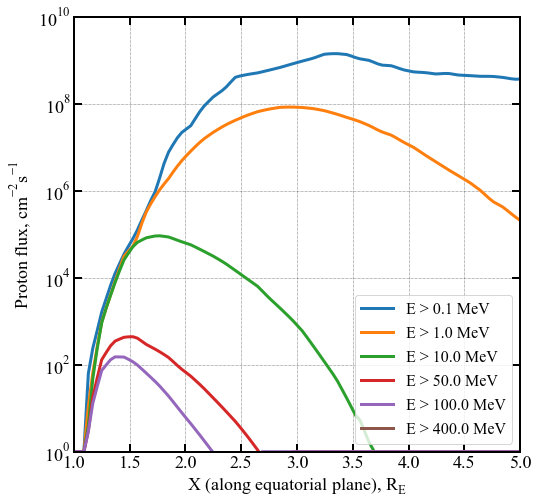 10^10
10^8
10^6
10^4
10^2
10^0
Proton flux, cm^−2 s^−1
E > 0.1 MeV
E > 1.0 MeV
E > 10.0 MeV
E > 50.0 MeV
E > 100.0 MeV
E > 400.0 MeV
1.0 1.5 2.0 2.5 3.0 3.5 4.0 4.5 5.0
X (along equatorial plane), R_E